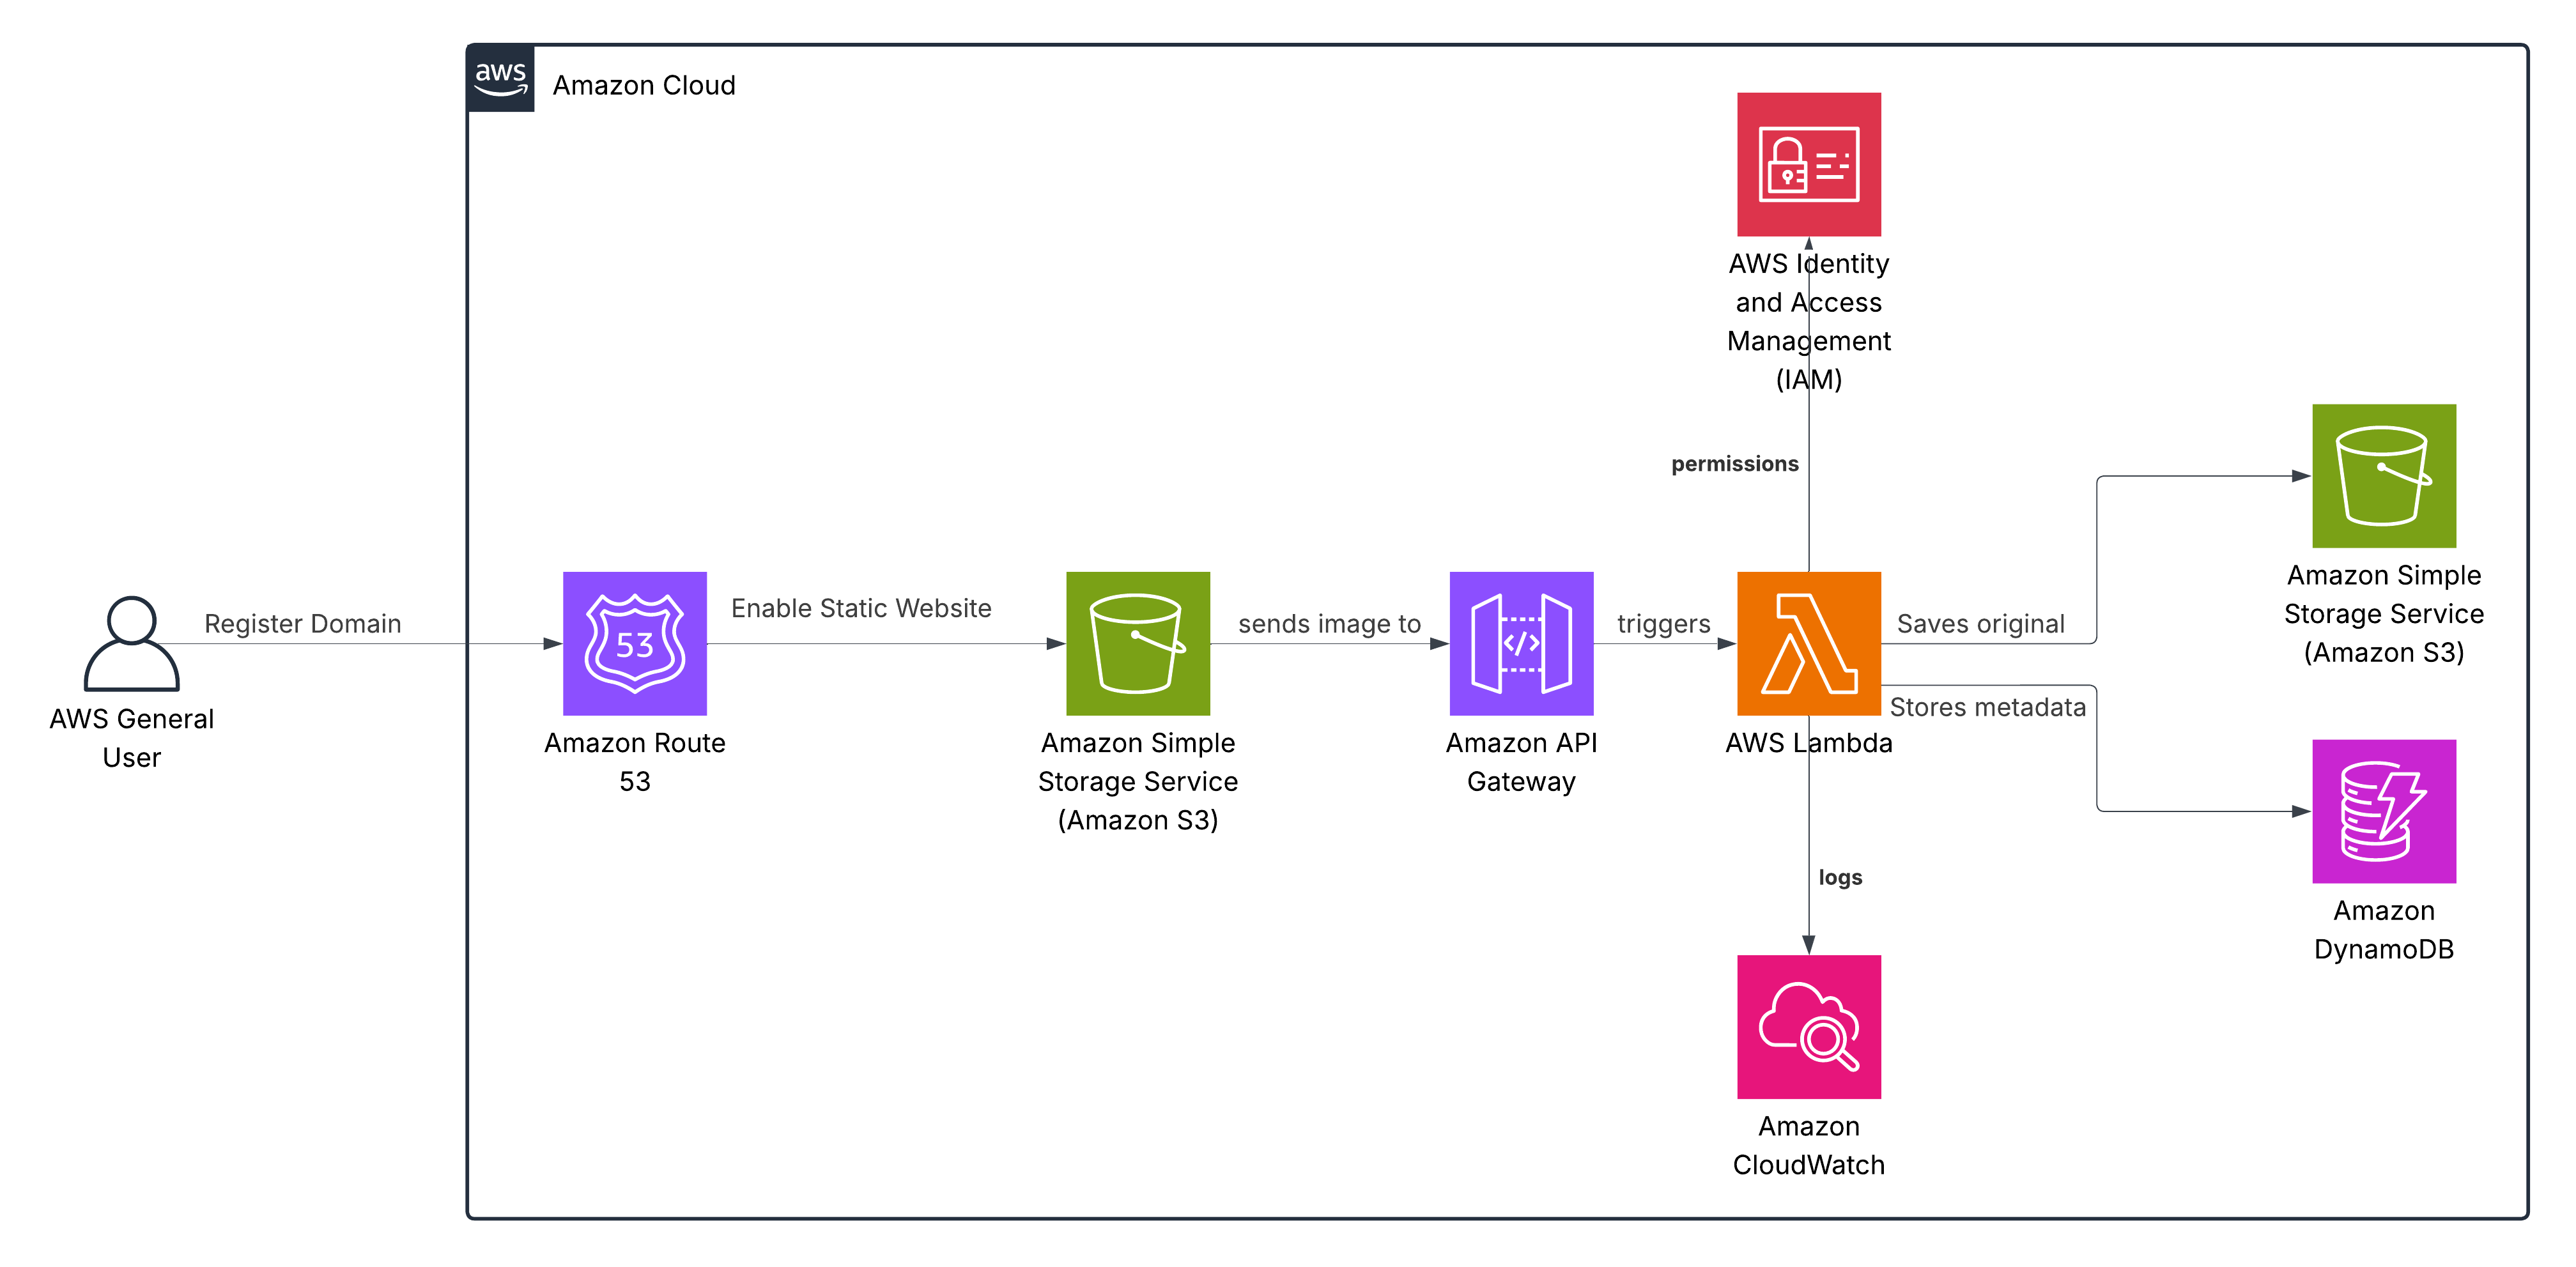 aws
Amazon Cloud
AWS Identity
and Access
Management
(IAM)
permissions
Amazon Simple
Storage Service
(Amazon S3)
Register Domain
AWS General
User
53
Amazon Route
53
Enable Static Website
Amazon Simple
Storage Service
(Amazon S3)
sends image to
</>
Amazon API
Gateway
triggers
AWS Lambda
Saves original
Stores metadata
Amazon
DynamoDB
logs
Amazon
CloudWatch